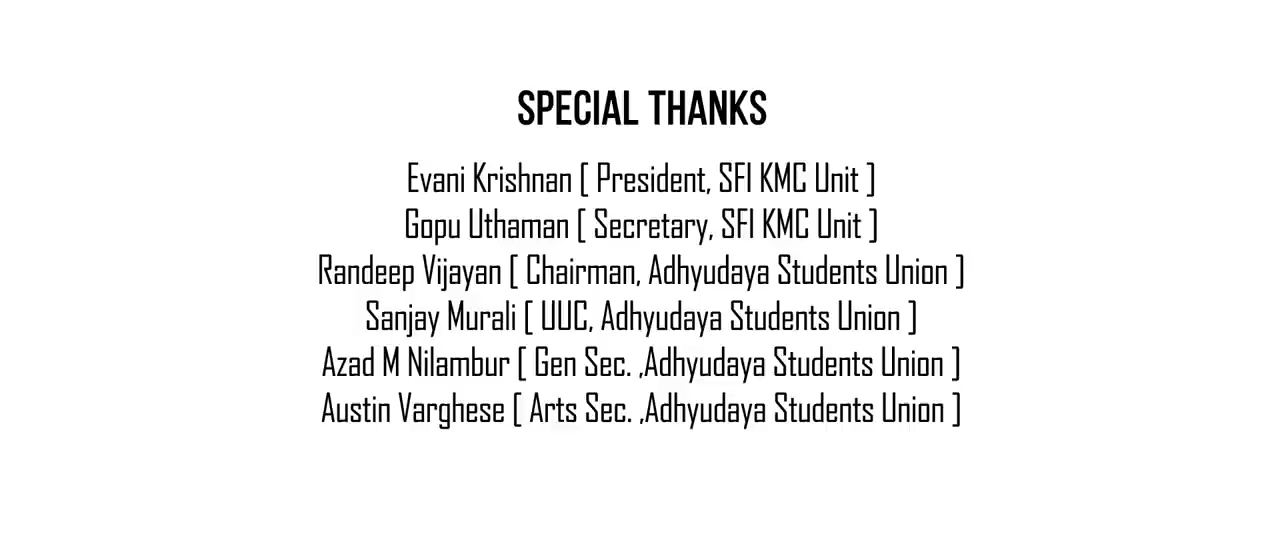 SPECIAL THANKS
Evani Krishnan [ President, SFI KMC Unit ]
Gopu Uthaman [ Secretary, SFI KMC Unit ]
Randeep Vijayan [ Chairman, Adhyudaya Students Union ]
Sanjay Murali [ UUC, Adhyudaya Students Union ]
Azad M Nilambur [ Gen Sec. ,Adhyudaya Students Union ]
Austin Varghese [ Arts Sec. ,Adhyudaya Students Union ]